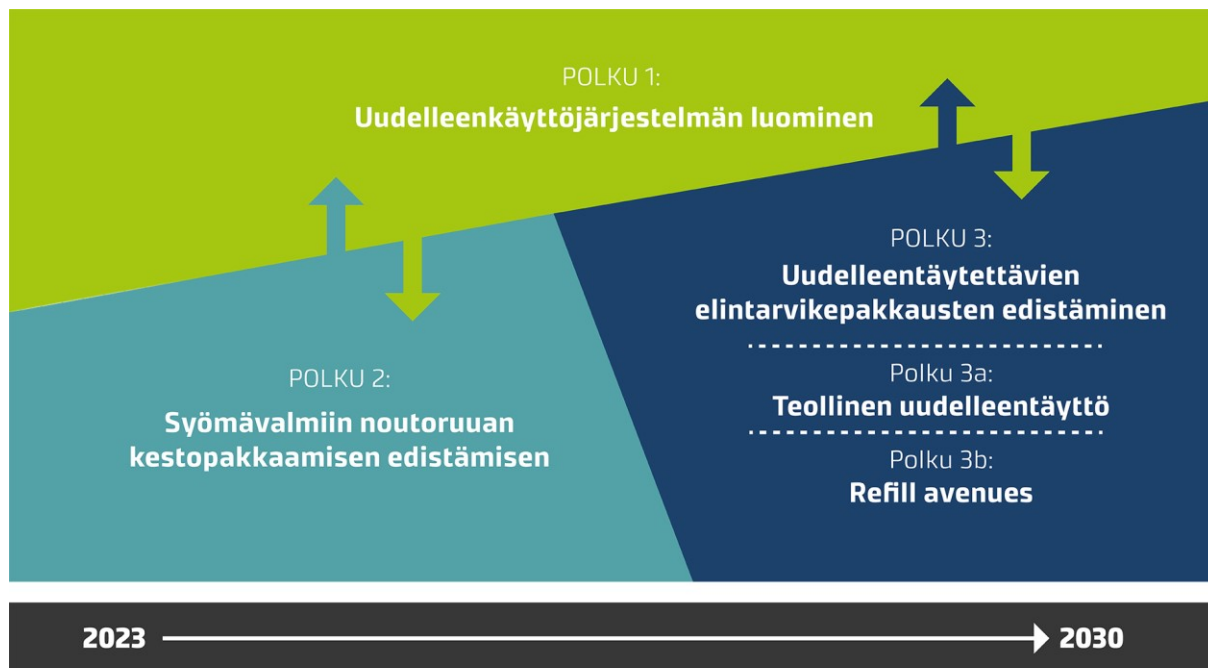 POLKU 1:
Uudelleenkäyttöjärjestelmän luominen
POLKU 2:
Syömävalmiin noutoruuan
kestopakkaamisen edistämisen
POLKU 3:
Uudelleentäytettävien
elintarvikepakkausten edistäminen
Polku 3a:
Teollinen uudelleentäyttö
Polku 3b:
Refill avenues
2023
2030